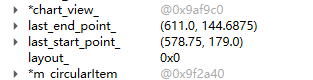 *chart_view_ @0x9af9c0
last_end_point_ (611.0, 144.6875)
last_start_point_ (578.75, 179.0)
layout_ 0x0
*m_circularItem @0x9f2a40